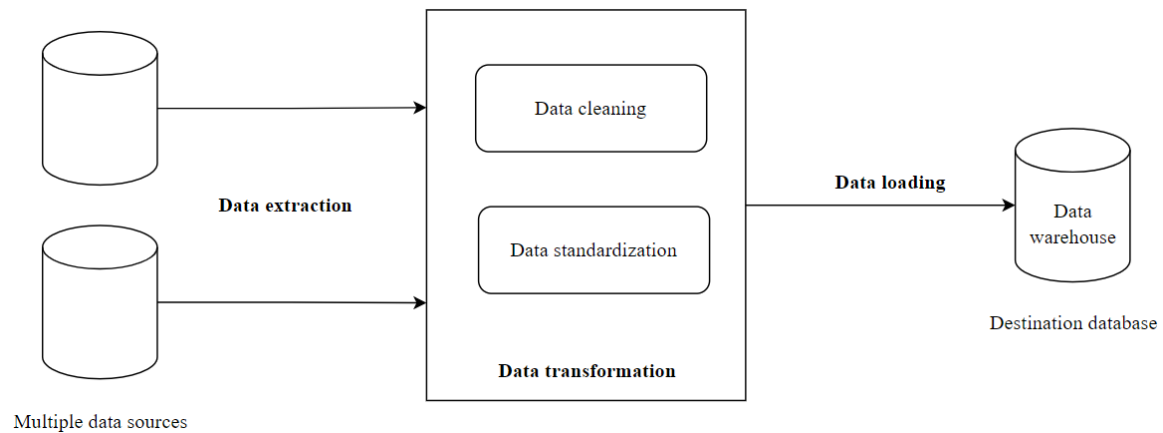 Data cleaning
Data extraction
Data standardization
Data transformation
Data loading
Data
warehouse
Destination database
Multiple data sources